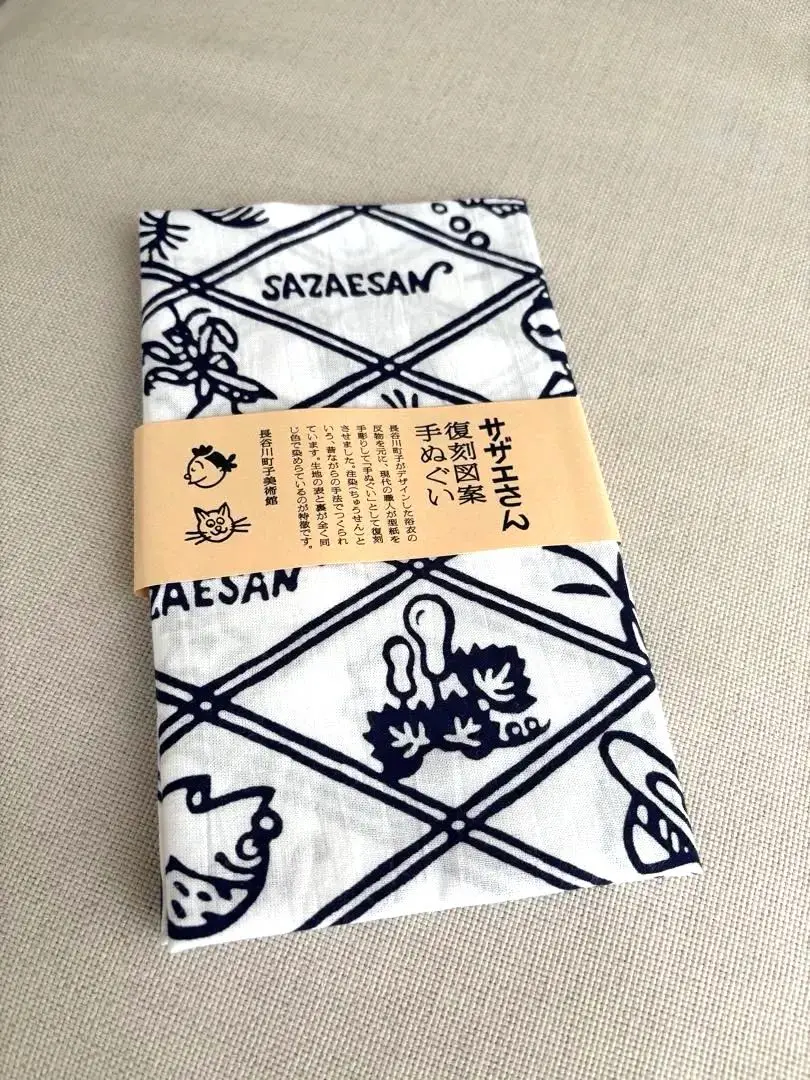 SAZAESAN
サザエさん
復刻図案
手ぬぐい
長谷川町子がデザインした浴衣の
反物を元に、現代の職人が型紙を
手彫りして「手ぬぐい」として復刻
させました。注染(ちゅうせん)と
いう、昔ながらの手法でつくられ
ています。生地の表と裏が全く同
じ色で染めらているのが特徴です。
長谷川町子美術館
ZAESAN